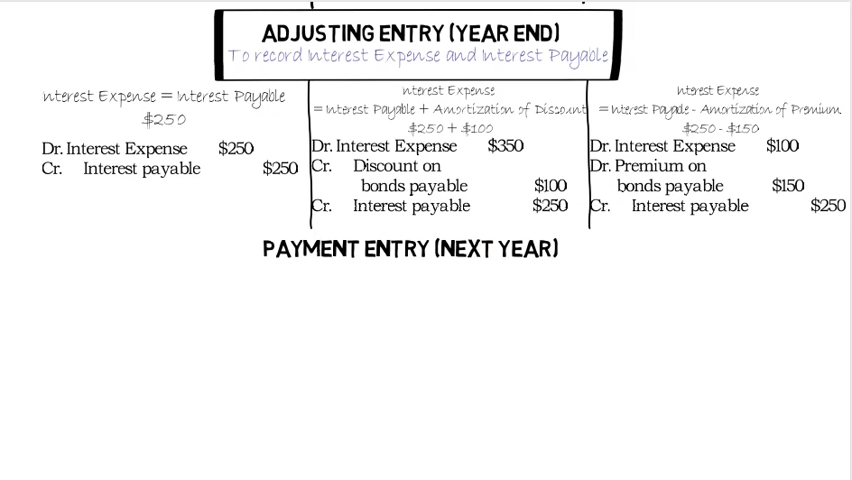 ADJUSTING ENTRY (YEAR END)
To record Interest Expense and Interest Payable
nterest Expense = Interest Payable
$250
Dr. Interest Expense $250
Cr. Interest payable $250
nterest Expense
= Interest Payable + Amortization of Discount
$250 + $100
Dr. Interest Expense $350
Cr. Discount on
bonds payable $100
Cr. Interest payable $250
nterest Expense
= Interest Payable - Amortization of Premium
$250 - $150
Dr. Interest Expense $100
Dr. Premium on
bonds payable $150
Cr. Interest payable $250
PAYMENT ENTRY (NEXT YEAR)